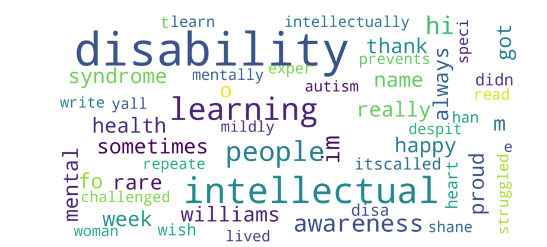 t learn intellectually hi speci got
disability thank
syndrome mentally exper prevents
autism name always didn
write yall o learning really read
health mildly m despit han
sometimes people im happy e
mental repeate itscalled
fo rare intellectual heart proud struggled
challenged disa
week williams awareness shane
woman wish lived